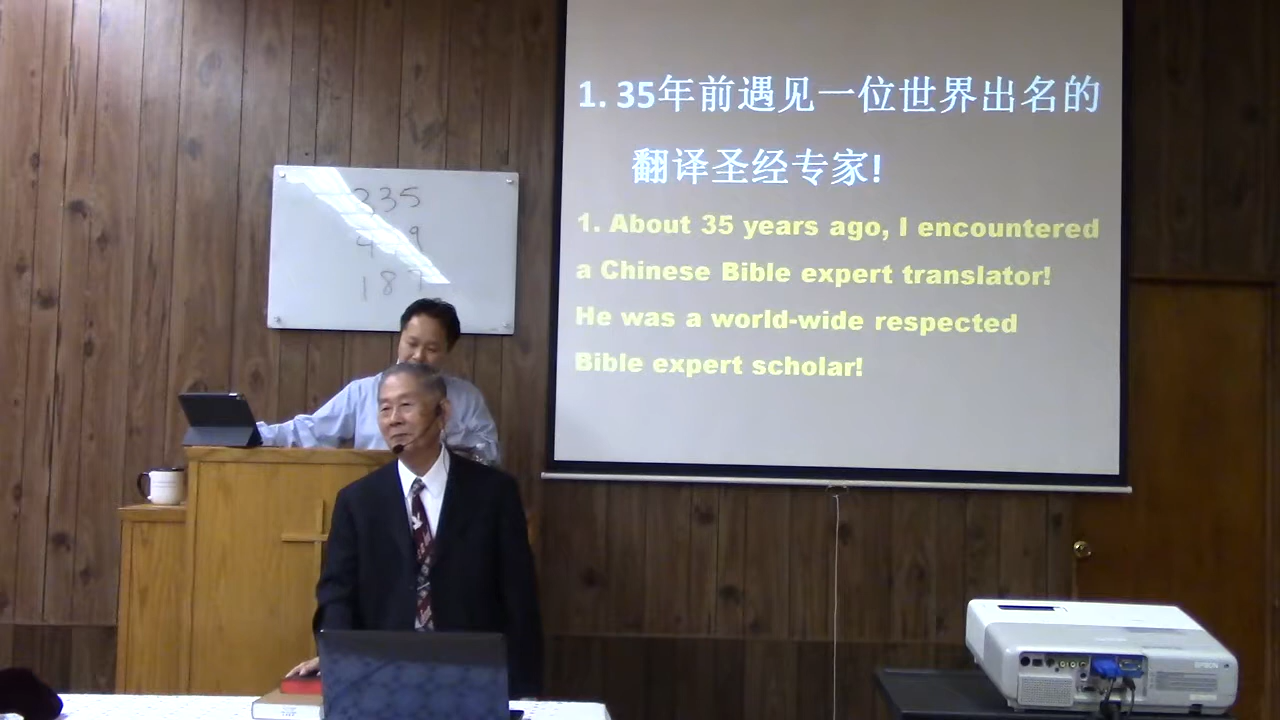 1. 35年前遇见一位世界出名的
翻译圣经专家!
1. About 35 years ago, I encountered
a Chinese Bible expert translator!
He was a world-wide respected
Bible expert scholar!
335
187
EPSON